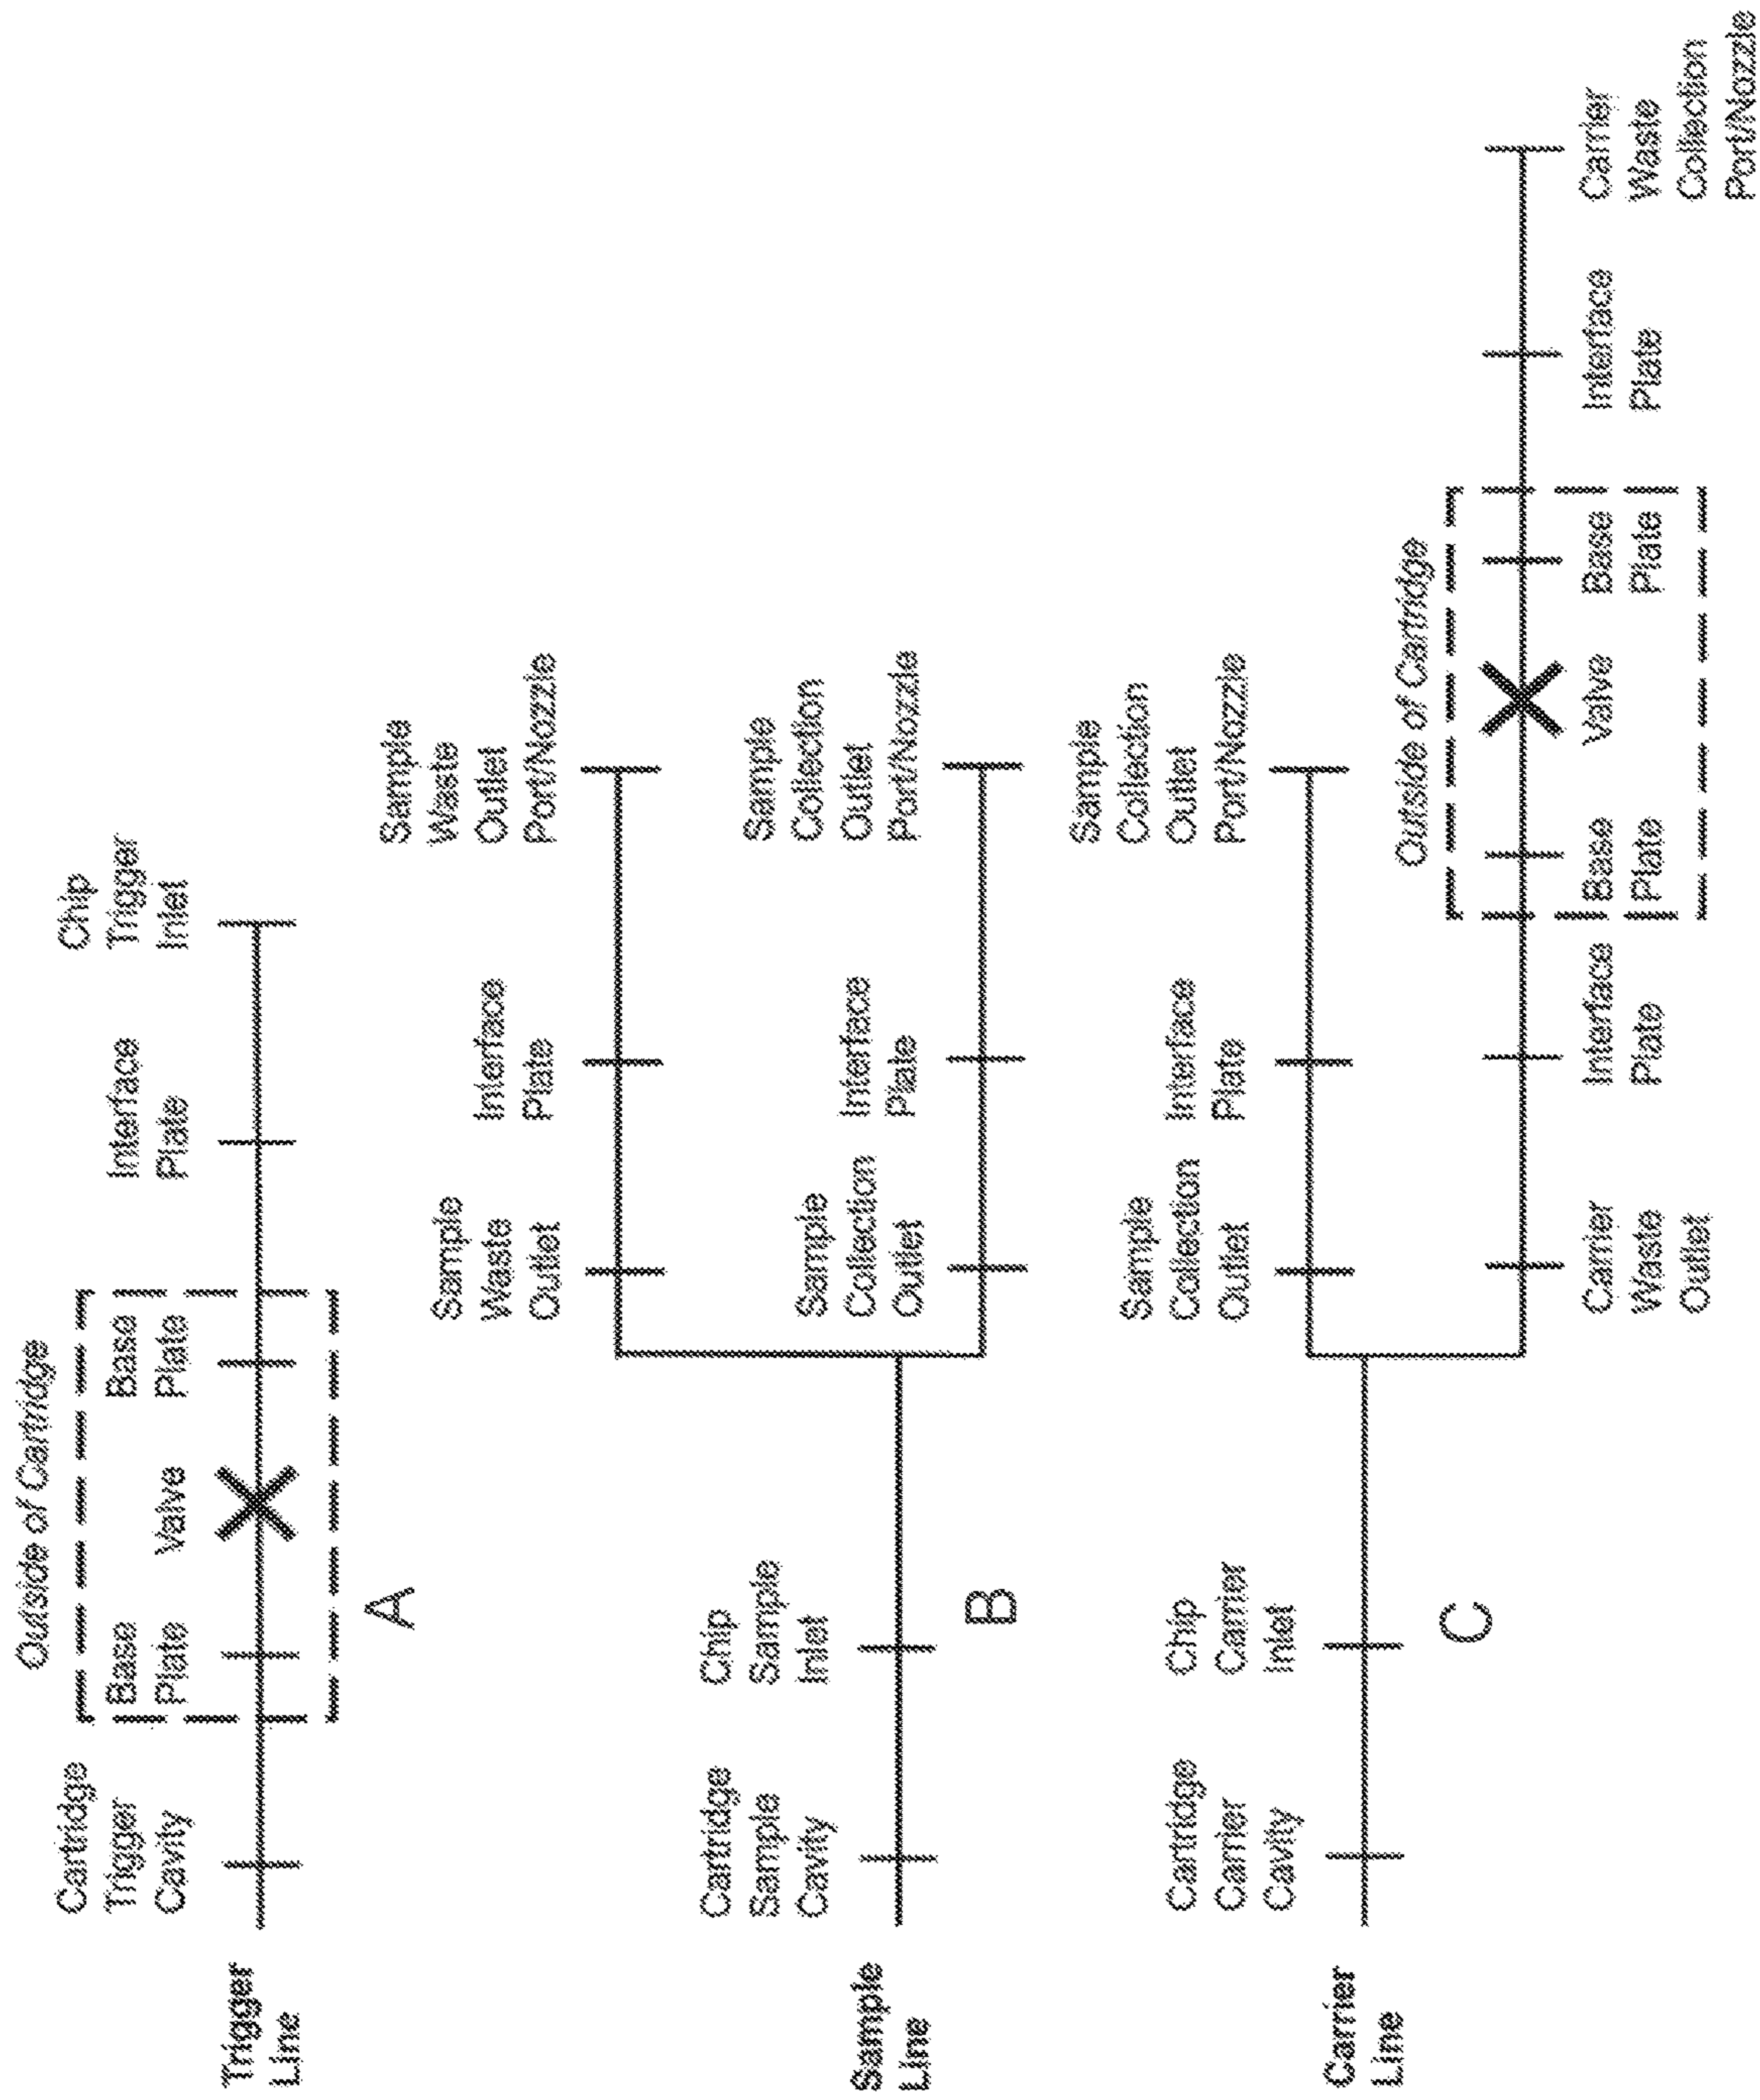 Outside of Cartridge
Cartridge
Trigger
Cavity
Base
Plate
Valve
Base
Plate
Interface
Plate
Chip
Trigger
Inlet
Trigger
Line
A
Sample
Waste
Outlet
Interface
Plate
Sample
Waste
Outlet
Port/Nozzle
Cartridge
Sample
Cavity
Chip
Sample
Inlet
Sample
Collection
Outlet
Interface
Plate
Sample
Collection
Outlet
Port/Nozzle
Sample
Line
B
Cartridge
Carrier
Cavity
Chip
Carrier
Inlet
Sample
Collection
Outlet
Interface
Plate
Sample
Collection
Outlet
Port/Nozzle
Carrier
Line
C
Outside of Cartridge
Carrier
Waste
Outlet
Interface
Plate
Base
Plate
Valve
Base
Plate
Interface
Plate
Carrier
Waste
Collection
Port/Nozzle